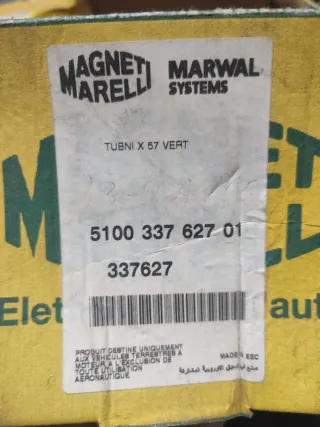 MAGNETI MARELLI
MARWAL SYSTEMS
TUBNI X 57 VERT
5100 337 627 01
337627
PRODUIT DESTINE UNIQUEMENT
AUX VEHICULES TERRESTRES A
MOTEUR A L'EXCLUSION DE
TOUTE UTILISATION
AERONAUTIQUE.
MADE IN EEC
MAGNETI
MARELLI
Elet
aut